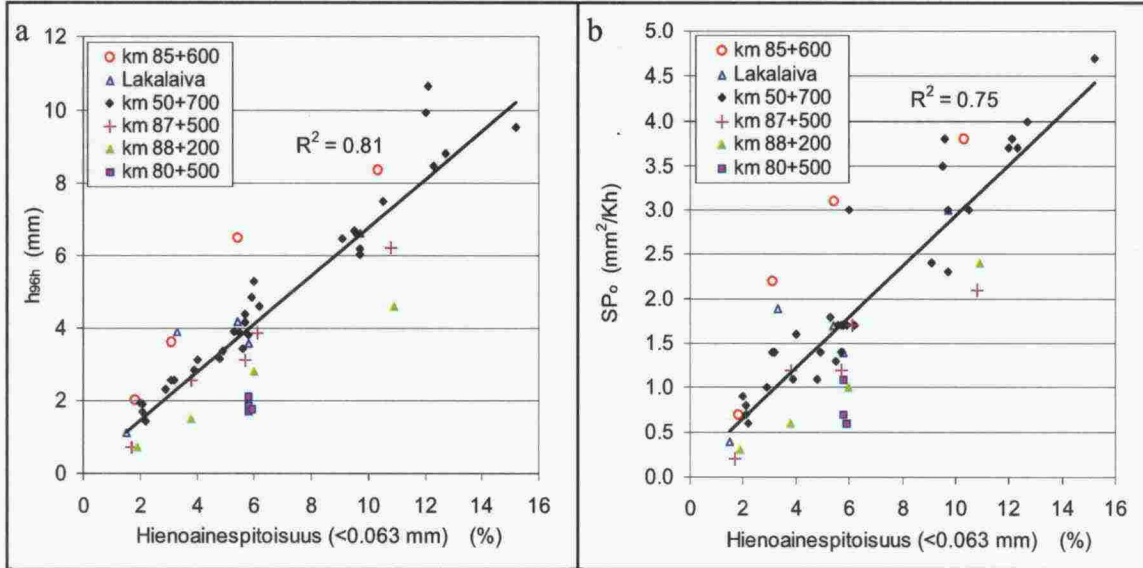 a
12
10
8
6
4
2
0
h96h (mm)
km 85+600
Lakalaiva
km 50+700
km 87+500
km 88+200
km 80+500
R² = 0.81
0 2 4 6 8 10 12 14 16
Hienoainespitoisuus (<0.063 mm) (%)
b
5.0
4.5
4.0
3.5
3.0
2.5
2.0
1.5
1.0
0.5
0.0
SPo (mm²/Kh)
km 85+600
Lakalaiva
km 50+700
km 87+500
km 88+200
km 80+500
R² = 0.75
0 2 4 6 8 10 12 14 16
Hienoainespitoisuus (<0.063 mm) (%)